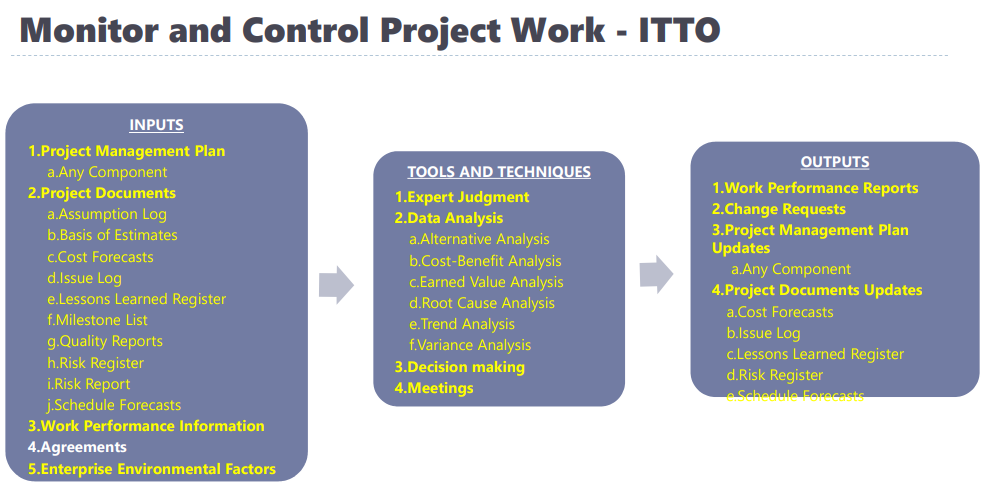 Monitor and Control Project Work - ITTO
INPUTS
1.Project Management Plan
a.Any Component
2.Project Documents
a.Assumption Log
b.Basis of Estimates
c.Cost Forecasts
d.Issue Log
e.Lessons Learned Register
f.Milestone List
g.Quality Reports
h.Risk Register
i.Risk Report
j.Schedule Forecasts
3.Work Performance Information
4.Agreements
5.Enterprise Environmental Factors
TOOLS AND TECHNIQUES
1.Expert Judgment
2.Data Analysis
a.Alternative Analysis
b.Cost-Benefit Analysis
c.Earned Value Analysis
d.Root Cause Analysis
e.Trend Analysis
f.Variance Analysis
3.Decision making
4.Meetings
OUTPUTS
1.Work Performance Reports
2.Change Requests
3.Project Management Plan
Updates
a.Any Component
4.Project Documents Updates
a.Cost Forecasts
b.Issue Log
c.Lessons Learned Register
d.Risk Register
e.Schedule Forecasts